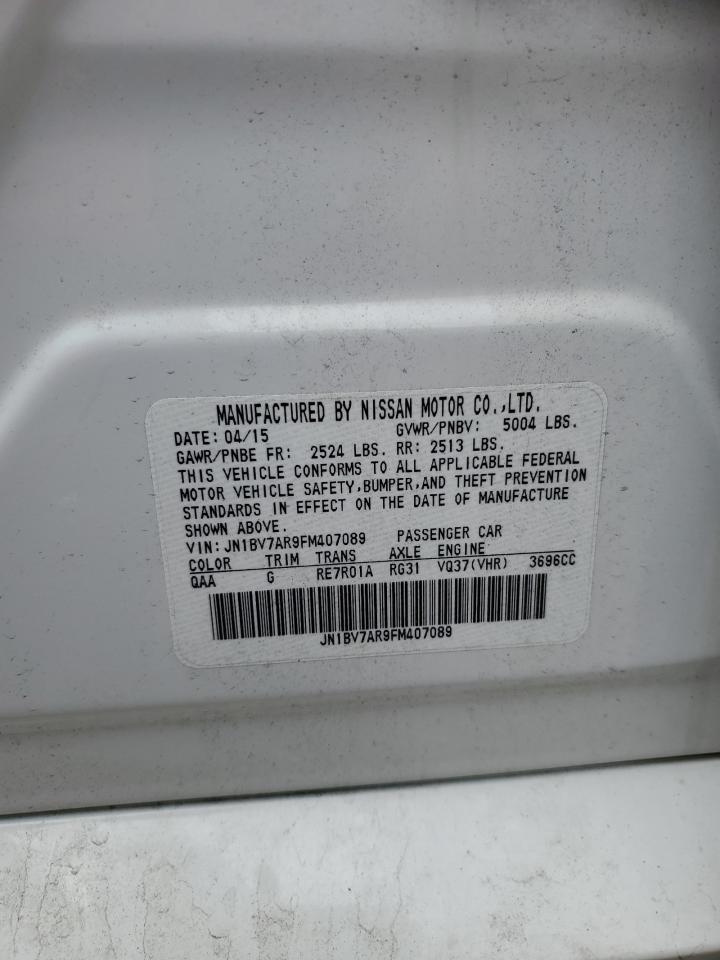 MANUFACTURED BY NISSAN MOTOR CO.,LTD.
DATE: 04/15 GVWR/PNBV: 5004 LBS.
GAWR/PNBE FR: 2524 LBS. RR: 2513 LBS.
THIS VEHICLE CONFORMS TO ALL APPLICABLE FEDERAL
MOTOR VEHICLE SAFETY,BUMPER,AND THEFT PREVENTION
STANDARDS IN EFFECT ON THE DATE OF MANUFACTURE
SHOWN ABOVE.
VIN: JN1BV7AR9FM407089 PASSENGER CAR
COLOR TRIM TRANS AXLE ENGINE
QAA G RE7R01A RG31 VQ37(VHR) 3696CC
JN1BV7AR9FM407089